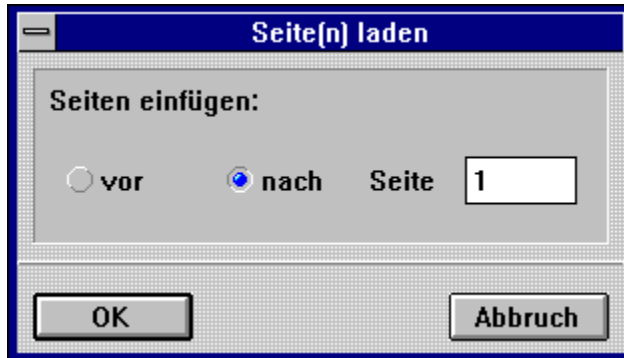 Seite(n) laden
Seiten einfügen:
vor nach Seite 1
OK Abbruch